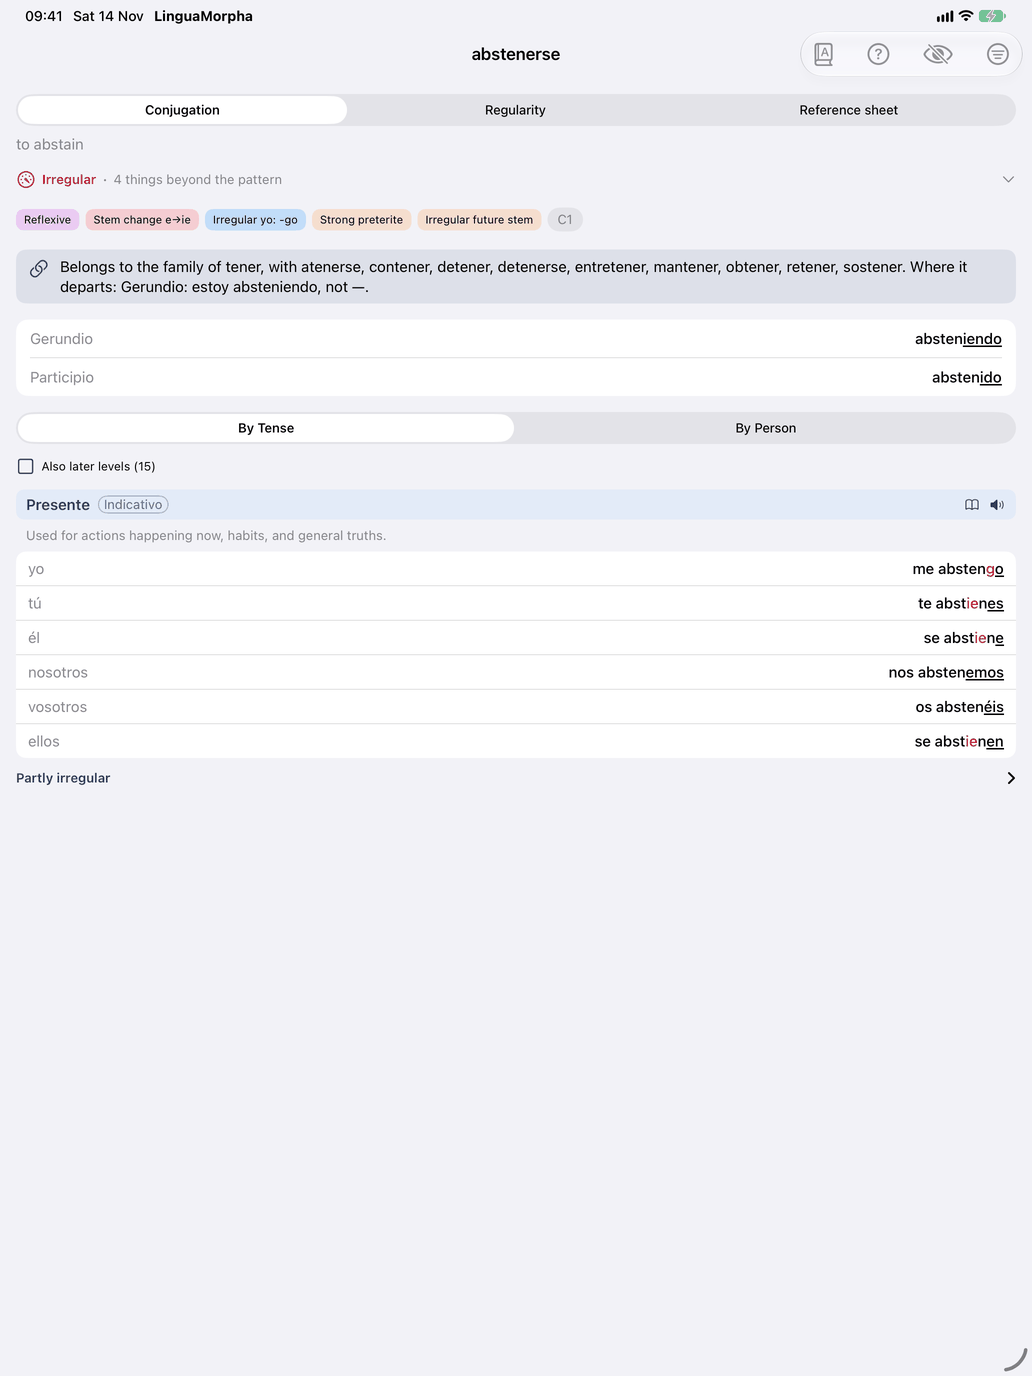 09:41 Sat 14 Nov LinguaMorpha
abstenerse
Conjugation Regularity Reference sheet
to abstain
Irregular · 4 things beyond the pattern
Reflexive Stem change e→ie Irregular yo: -go Strong preterite Irregular future stem C1
Belongs to the family of tener, with atenerse, contener, detener, detenerse, entretener, mantener, obtener, retener, sostener. Where it
departs: Gerundio: estoy absteniendo, not —.
Gerundio absteniendo
Participio abstenido
By Tense By Person
Also later levels (15)
Presente Indicativo
Used for actions happening now, habits, and general truths.
yo me abstengo
tú te abstienes
él se abstiene
nosotros nos abstenemos
vosotros os abstenéis
ellos se abstienen
Partly irregular